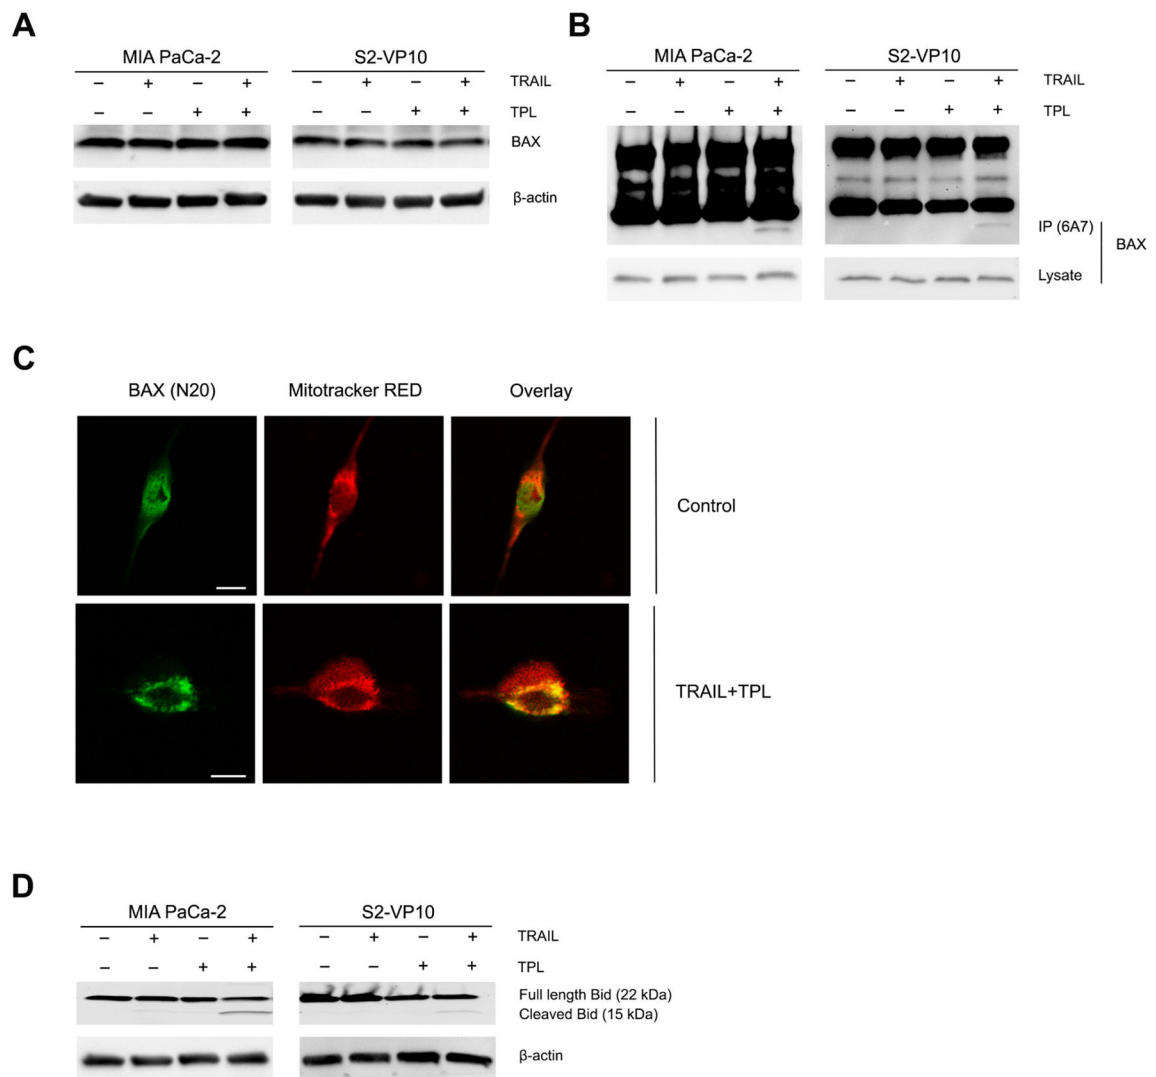 A
MIA PaCa-2 S2-VP10
– + – + – + – + TRAIL
– – + + – – + + TPL
BAX
β-actin
B
MIA PaCa-2 S2-VP10
– + – + – + – + TRAIL
– – + + – – + + TPL
IP (6A7)
BAX
Lysate
C
BAX (N20) Mitotracker RED Overlay
Control
TRAIL+TPL
D
MIA PaCa-2 S2-VP10
– + – + – + – + TRAIL
– – + + – – + + TPL
Full length Bid (22 kDa)
Cleaved Bid (15 kDa)
β-actin